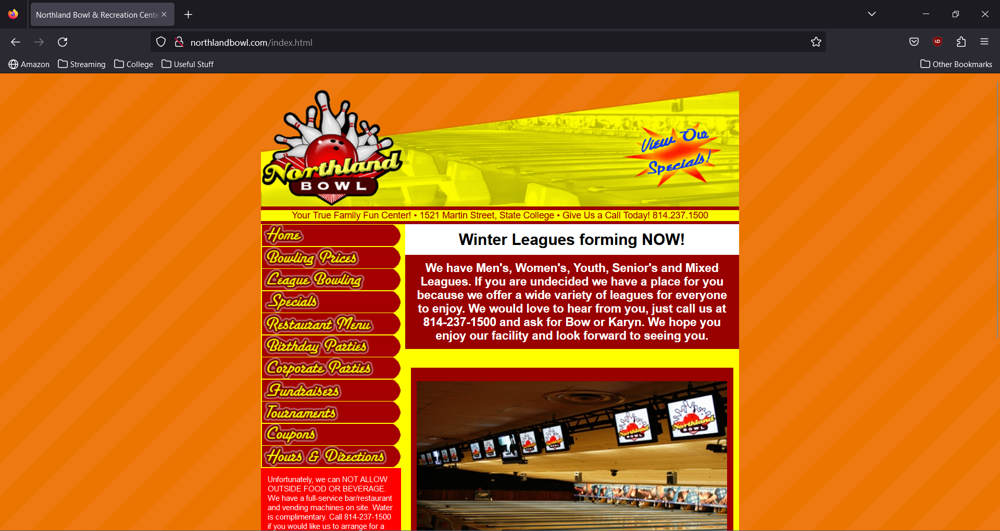 Northland Bowl & Recreation Cente
northlandbowl.com/index.html
Amazon
Streaming
College
Useful Stuff
Other Bookmarks
Northland
BOWL
View Our
Specials!
Your True Family Fun Center! • 1521 Martin Street, State College • Give Us a Call Today! 814.237.1500
Home
Bowling Prices
League Bowling
Specials
Restaurant Menu
Birthday Parties
Corporate Parties
Fundraisers
Tournaments
Coupons
Hours & Directions
Unfortunately, we can NOT ALLOW
OUTSIDE FOOD OR BEVERAGE.
We have a full-service bar/restaurant
and vending machines on site. Water
is complimentary. Call 814-237-1500
if you would like us to arrange for a
Winter Leagues forming NOW!
We have Men's, Women's, Youth, Senior's and Mixed
Leagues. If you are undecided we have a place for you
because we offer a wide variety of leagues for everyone
to enjoy. We would love to hear from you, just call us at
814-237-1500 and ask for Bow or Karyn. We hope you
enjoy our facility and look forward to seeing you.
Northland
BOWL
Northland
BOWL